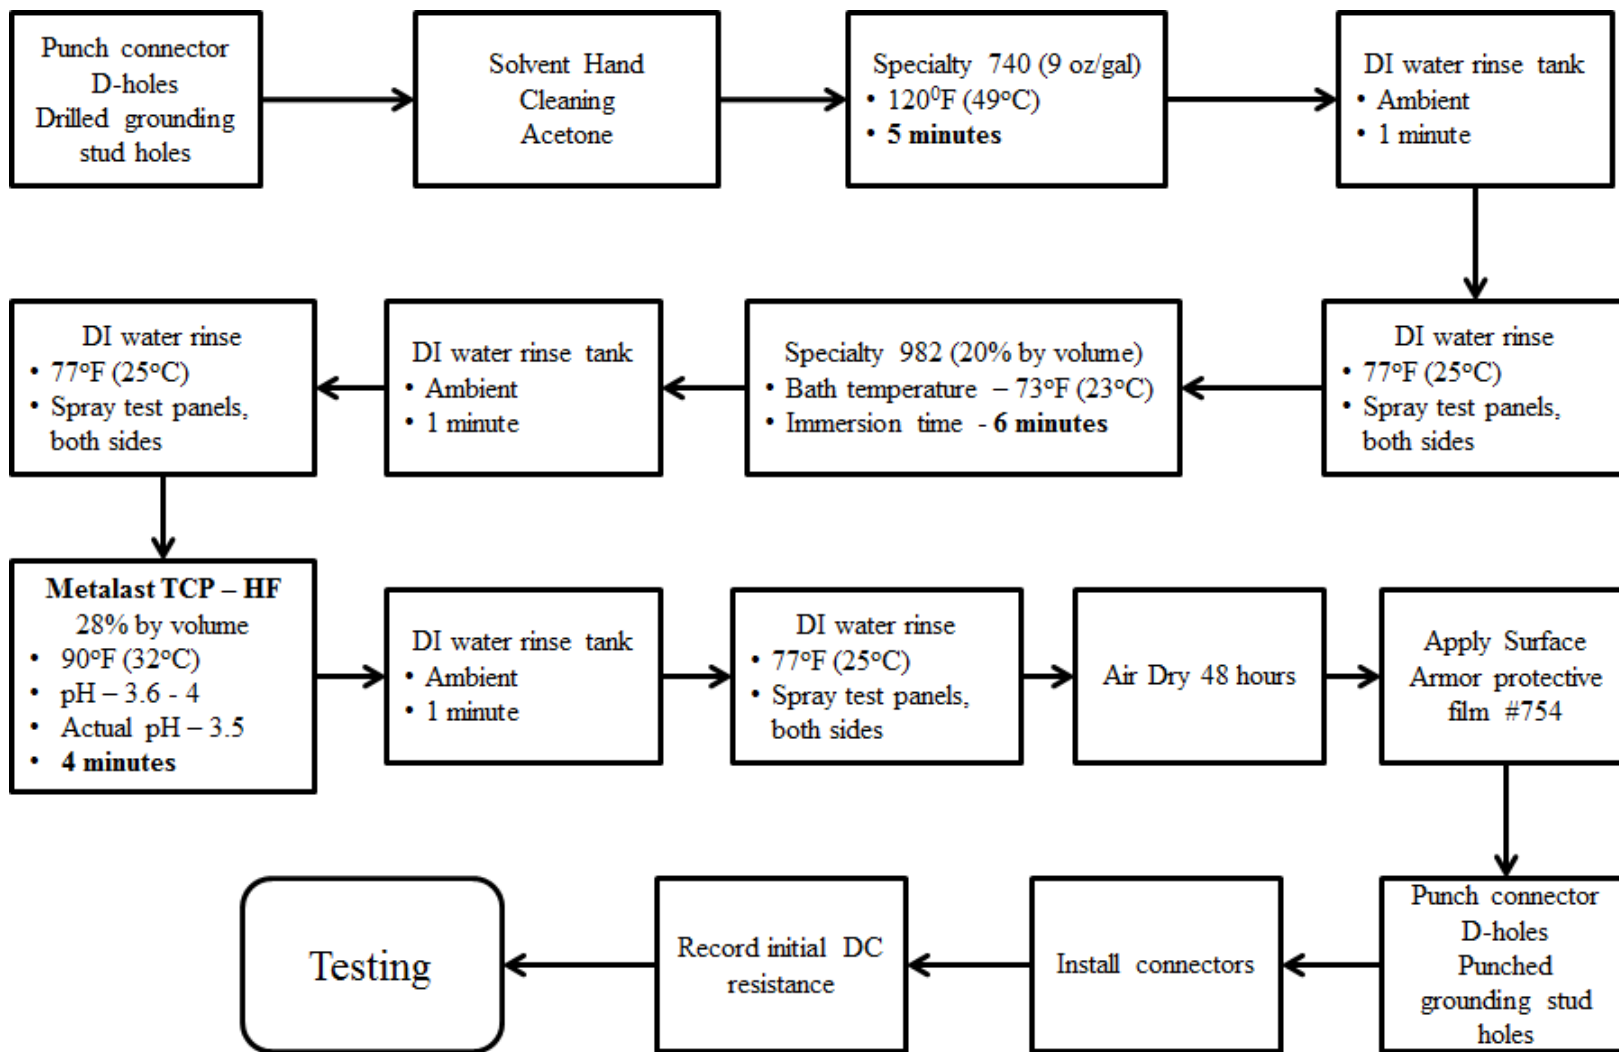 Punch connector
D-holes
Drilled grounding
stud holes
Solvent Hand
Cleaning
Acetone
Specialty 740 (9 oz/gal)
• 120⁰F (49°C)
• 5 minutes
DI water rinse tank
• Ambient
• 1 minute
DI water rinse
• 77°F (25°C)
• Spray test panels,
both sides
Specialty 982 (20% by volume)
• Bath temperature – 73°F (23°C)
• Immersion time - 6 minutes
DI water rinse tank
• Ambient
• 1 minute
DI water rinse
• 77°F (25°C)
• Spray test panels,
both sides
Metalast TCP – HF
28% by volume
• 90°F (32°C)
• pH – 3.6 - 4
• Actual pH – 3.5
• 4 minutes
DI water rinse tank
• Ambient
• 1 minute
DI water rinse
• 77°F (25°C)
• Spray test panels,
both sides
Air Dry 48 hours
Apply Surface
Armor protective
film #754
Punch connector
D-holes
Punched
grounding stud
holes
Install connectors
Record initial DC
resistance
Testing